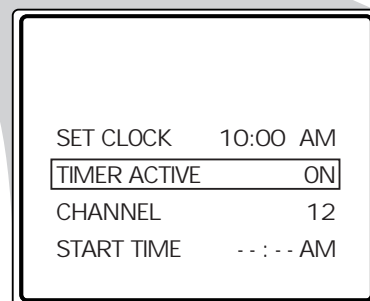 SET CLOCK 10:00 AM
TIMER ACTIVE ON
CHANNEL 12
START TIME - - : - - AM